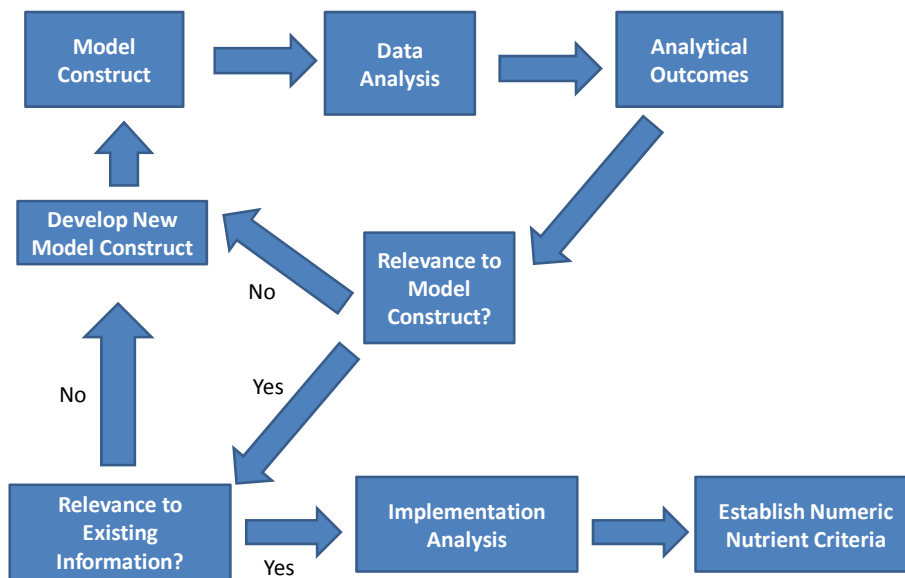 Model
Construct
Data
Analysis
Analytical
Outcomes
Develop New
Model Construct
Relevance to
Model
Construct?
No
Yes
No
Relevance to
Existing
Information?
Yes
Implementation
Analysis
Establish Numeric
Nutrient Criteria